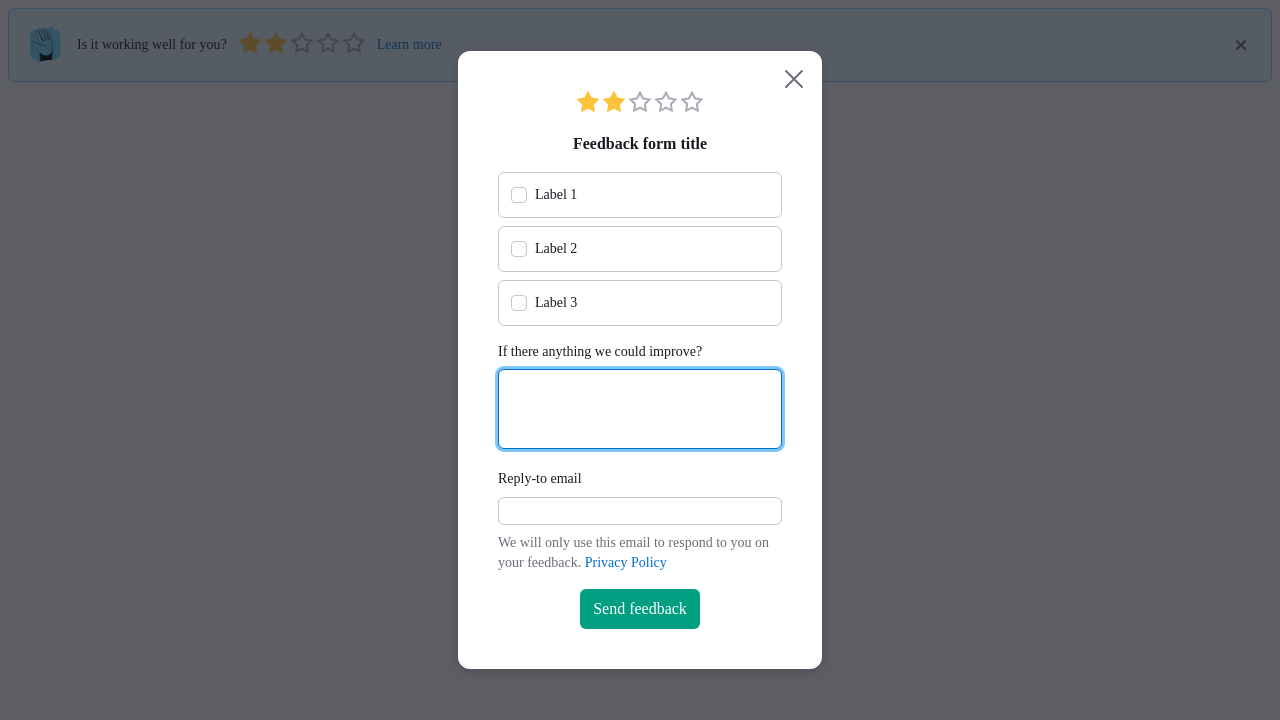 Is it working well for you? Learn more
Feedback form title
Label 1
Label 2
Label 3
If there anything we could improve?
Reply-to email
We will only use this email to respond to you on
your feedback. Privacy Policy
Send feedback